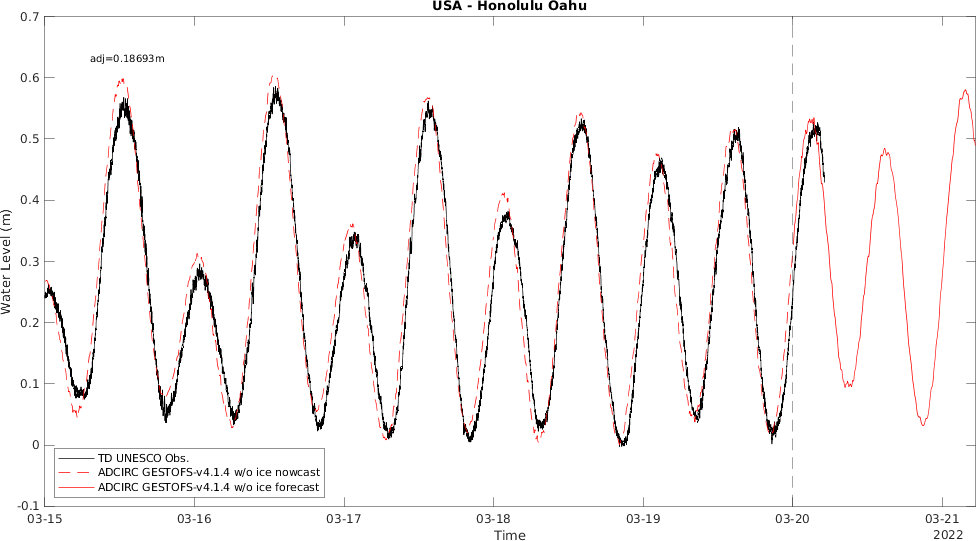 USA - Honolulu Oahu
0.7
adj=0.18693m
0.6
0.5
0.4
0.3
0.2
0.1
0
-0.1
Water Level (m)
TD UNESCO Obs.
ADCIRC GESTOFS-v4.1.4 w/o ice nowcast
ADCIRC GESTOFS-v4.1.4 w/o ice forecast
03-15 03-16 03-17 03-18 03-19 03-20 03-21
Time
2022